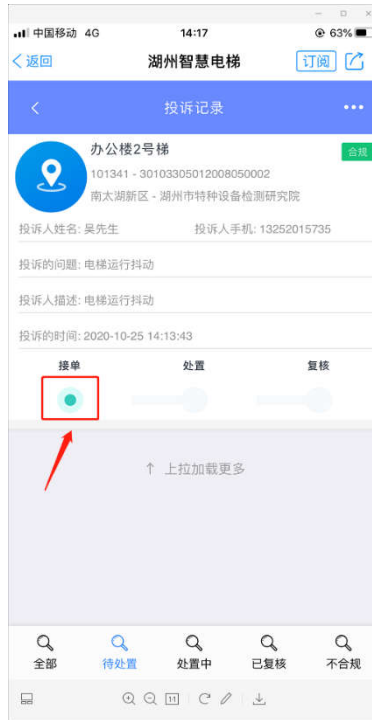 中国移动 4G 14:17 63%
返回 湖州智慧电梯 订阅
投诉记录
办公楼2号梯 合规
101341 - 30103305012008050002
南太湖新区 - 湖州市特种设备检测研究院
投诉人姓名: 吴先生 投诉人手机: 13252015735
投诉的问题: 电梯运行抖动
投诉人描述: 电梯运行抖动
投诉的时间: 2020-10-25 14:13:43
接单 处置 复核
↑ 上拉加载更多
全部 待处置 处置中 已复核 不合规